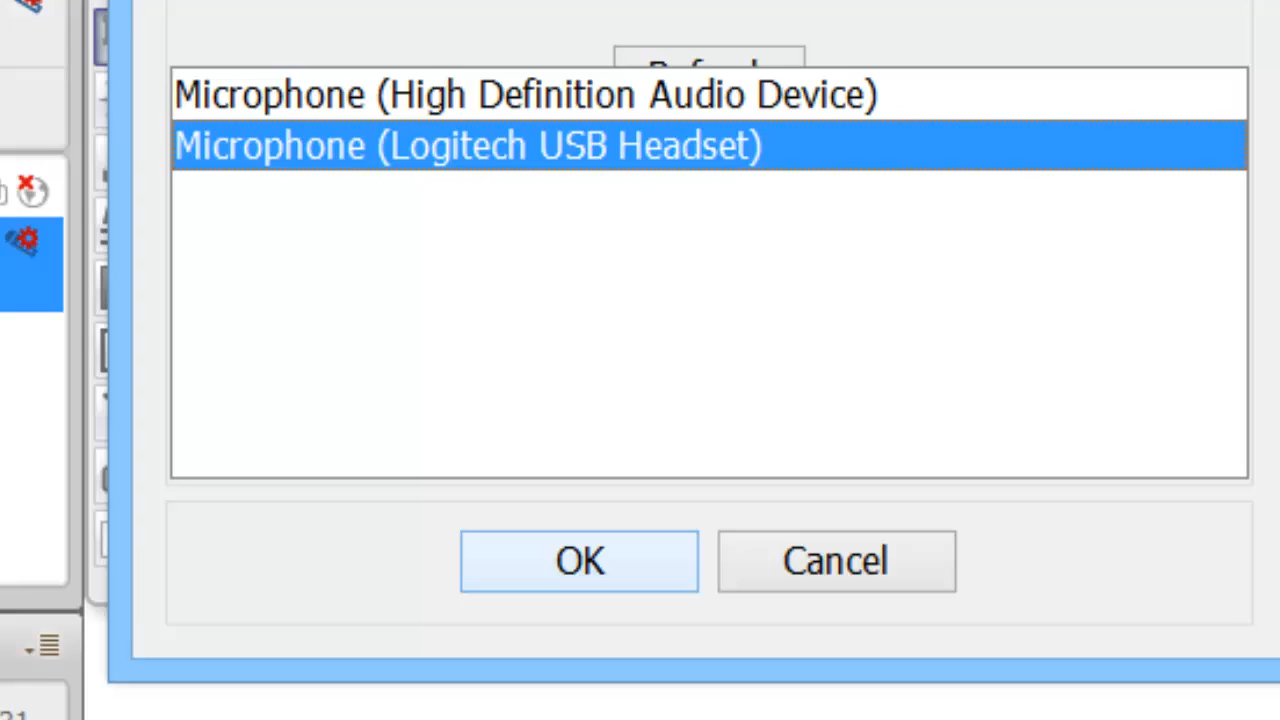 Microphone (High Definition Audio Device)
Microphone (Logitech USB Headset)
OK
Cancel